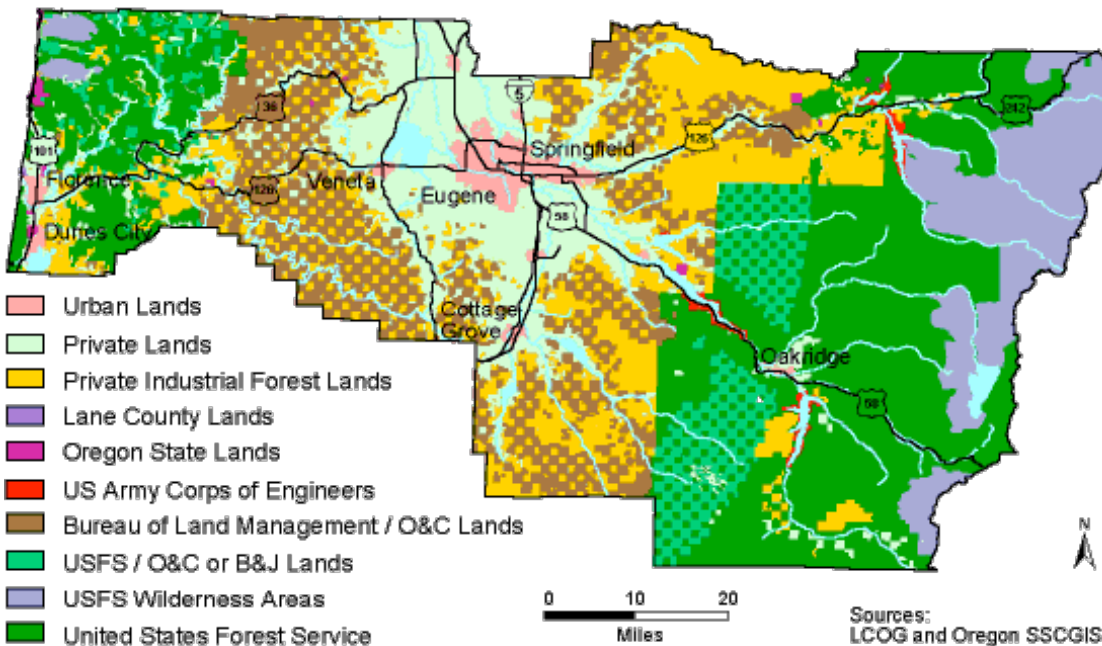 36
5
242
126
101
Springfield
Florence
126
Veneta
Eugene
58
Dunes City
Cottage
Grove
Oakridge
58
Urban Lands
Private Lands
Private Industrial Forest Lands
Lane County Lands
Oregon State Lands
US Army Corps of Engineers
Bureau of Land Management / O&C Lands
USFS / O&C or B&J Lands
USFS Wilderness Areas
United States Forest Service
N
0 10 20
Miles
Sources:
LCOG and Oregon SSCGIS